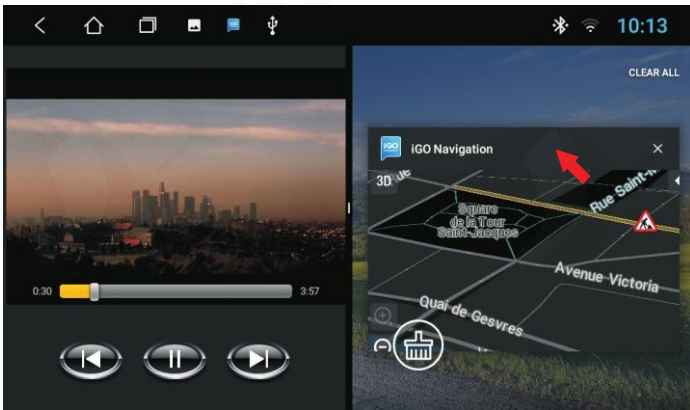 10:13
CLEAR ALL
iGO
iGO Navigation
3D
ue
Rue Saint-
Square
de la Tour
Saint-Jacques
Avenue Victoria
Quai de Gesvres
0:30
3:57